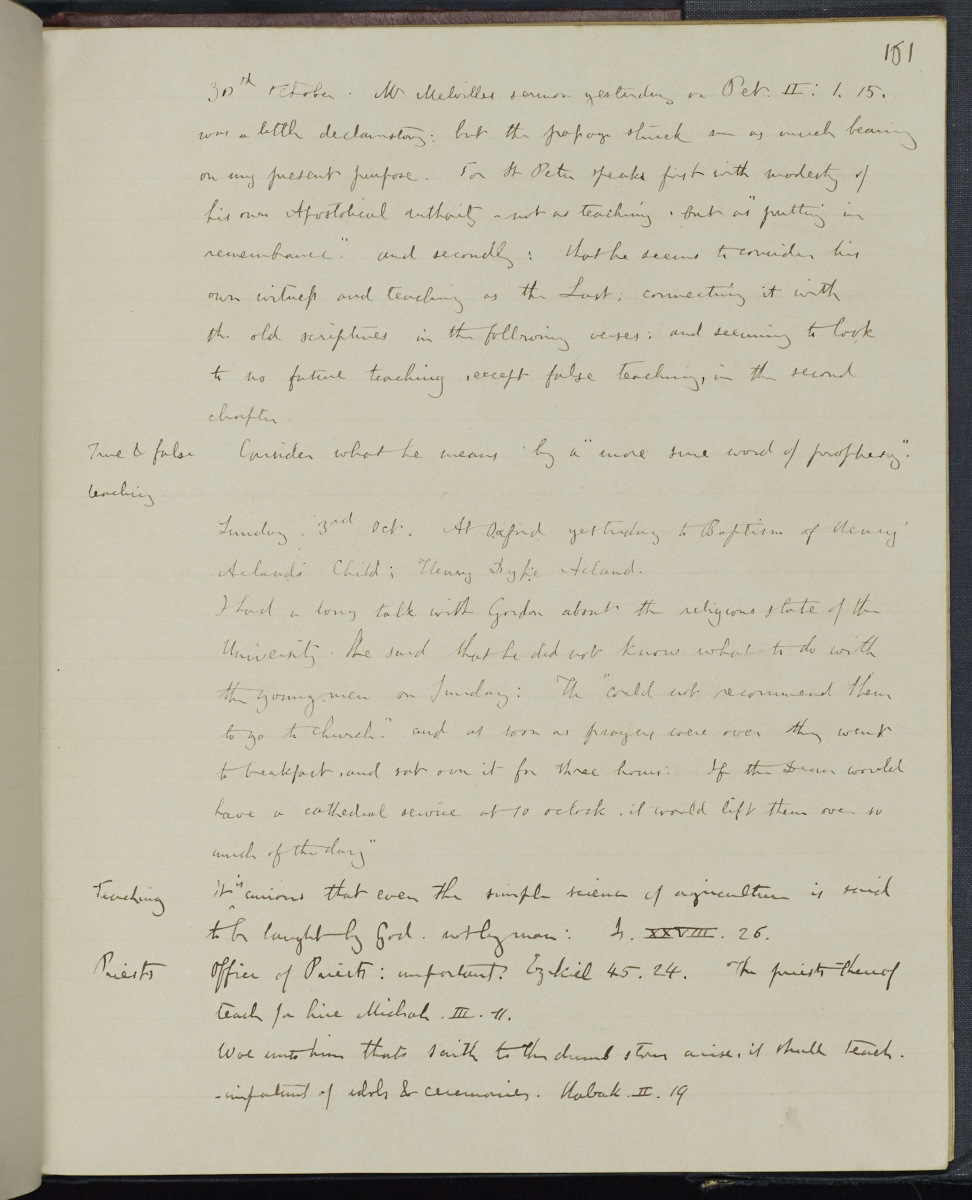 161
30th October. Mr Melvilles sermon yesterday on Pet. II: 1. 15.
was a little declamatory: but the passage struck me as much bearing
on my present purpose. For St Peter speaks first with modesty of
his own Apostolical authority - not as teaching. but as "putting in
remembrance". and secondly: that he seems to consider his
own witness and teaching as the Last; connecting it with
the old scriptures in the following verses; and seeming to look
to no future teaching, except false teaching, in the second
chapter
True & false Consider what he means by a "more sure word of prophesy".
teaching
Sunday. 3rd Oct. At Oxford yesterday to Baptism of Henry
Aclands Child; Henry Dyke Acland.
I had a long talk with Gordon about the religious state of the
University. He said that he did not know what to do with
the young men on Sunday: He "could not recommend them
to go to church". and as soon as prayers were over they went
to breakfast, and sat over it for three hours. If the Dean would
have a cathedral service at 10 oclock. it would lift them over so
much of the day"
Teaching It is curious that even the simple science of agriculture is said
to be taught by God. not by man: Is. XXVIII. 26.
Priests Office of Priests: important. Ezekiel 45. 24. The priests thereof
teach for hire Michah. III. 11.
Woe unto him that saith to the dumb stone arise, it shall teach.
-important of idols & ceremonies. Habak. II. 19